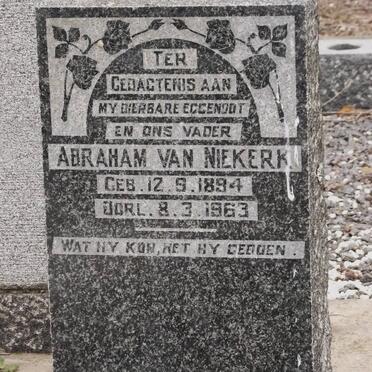 TER
GEDAGTENIS AAN
MY DIERBARE EGGENOOT
EN ONS VADER
ABRAHAM VAN NIEKERK
GEB. 12.9.1894
OORL. 8.3.1963
WAT HY KON, HET HY GEDOEN.